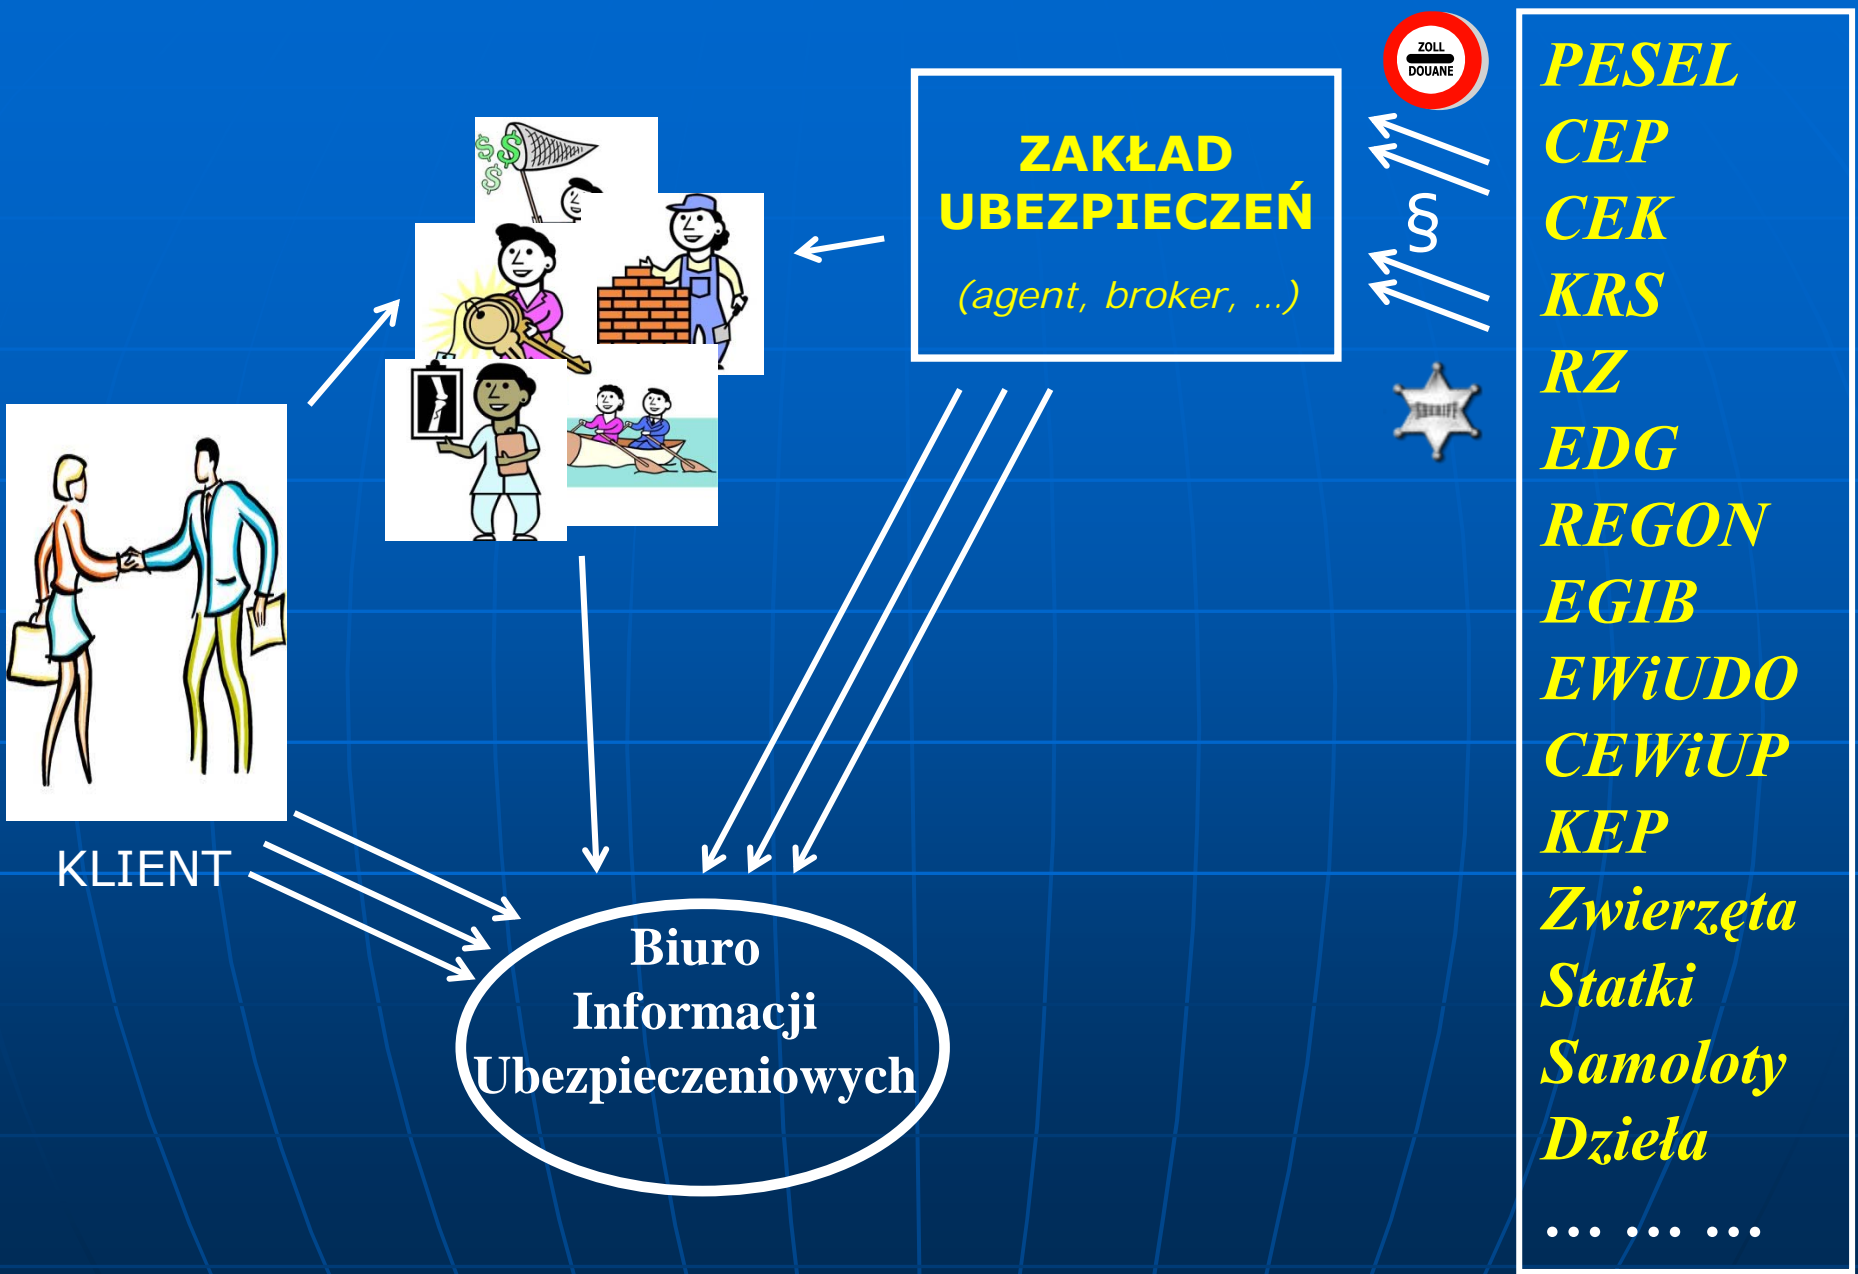 ZOLL
DOUANE
ZAKŁAD
UBEZPIECZEŃ
(agent, broker, ...)
§
SHERIFF
$
$
$
$
KLIENT
Biuro
Informacji
Ubezpieczeniowych
PESEL
CEP
CEK
KRS
RZ
EDG
REGON
EGIB
EWiUDO
CEWiUP
KEP
Zwierzęta
Statki
Samoloty
Dzieła
... ... ...